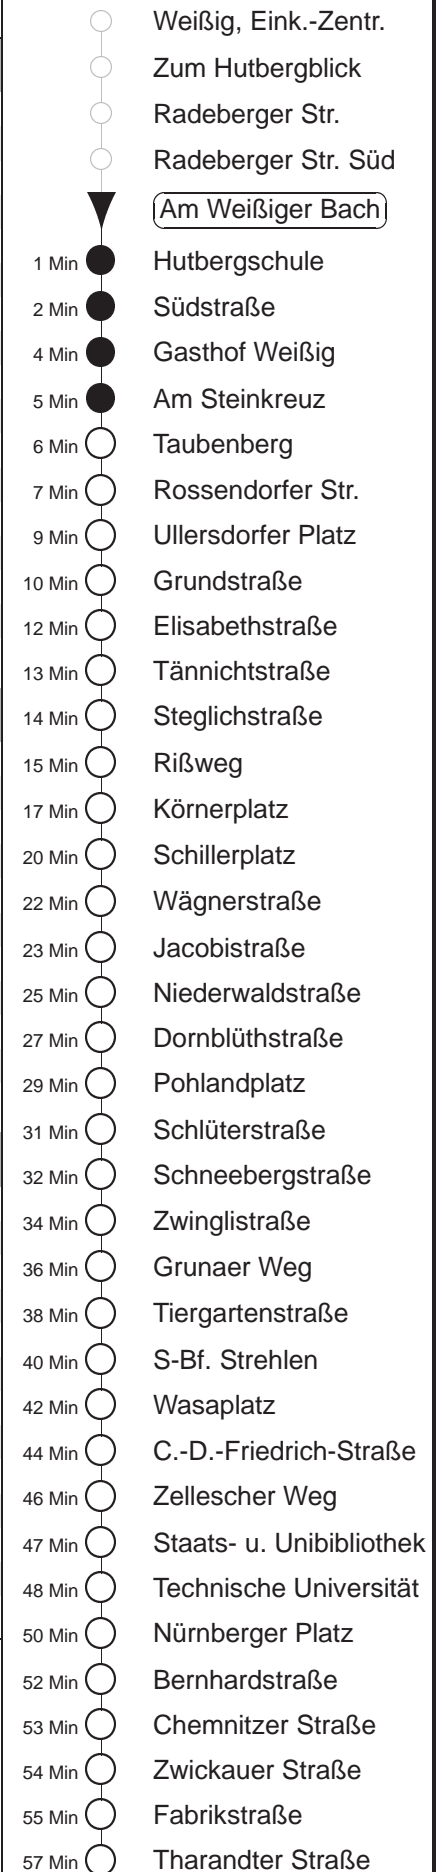 Weißig, Eink.-Zentr.
Zum Hutbergblick
Radeberger Str.
Radeberger Str. Süd
Am Weißiger Bach
1 Min Hutbergschule
2 Min Südstraße
4 Min Gasthof Weißig
5 Min Am Steinkreuz
6 Min Taubenberg
7 Min Rossendorfer Str.
9 Min Ullersdorfer Platz
10 Min Grundstraße
12 Min Elisabethstraße
13 Min Tännichtstraße
14 Min Steglichstraße
15 Min Rißweg
17 Min Körnerplatz
20 Min Schillerplatz
22 Min Wägnerstraße
23 Min Jacobistraße
25 Min Niederwaldstraße
27 Min Dornblüthstraße
29 Min Pohlandplatz
31 Min Schlüterstraße
32 Min Schneebergstraße
34 Min Zwinglistraße
36 Min Grunaer Weg
38 Min Tiergartenstraße
40 Min S-Bf. Strehlen
42 Min Wasaplatz
44 Min C.-D.-Friedrich-Straße
46 Min Zellescher Weg
47 Min Staats- u. Unibibliothek
48 Min Technische Universität
50 Min Nürnberger Platz
52 Min Bernhardstraße
53 Min Chemnitzer Straße
54 Min Zwickauer Straße
55 Min Fabrikstraße
57 Min Tharandter Straße